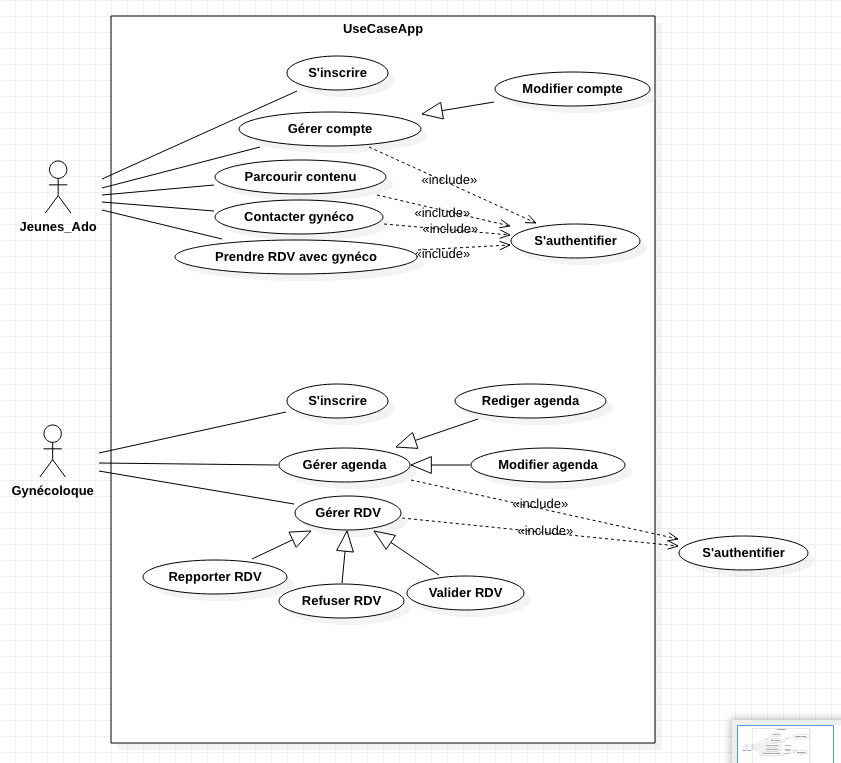 UseCaseApp
S'inscrire
Modifier compte
Gérer compte
Parcourir contenu
«include»
Contacter gynéco
«include»
«include»
Jeunes_Ado
S'authentifier
Prendre RDV avec gynéco
«include»
S'inscrire
Rediger agenda
Gérer agenda
Modifier agenda
Gynécoloque
«include»
Gérer RDV
«include»
S'authentifier
Repporter RDV
Refuser RDV
Valider RDV